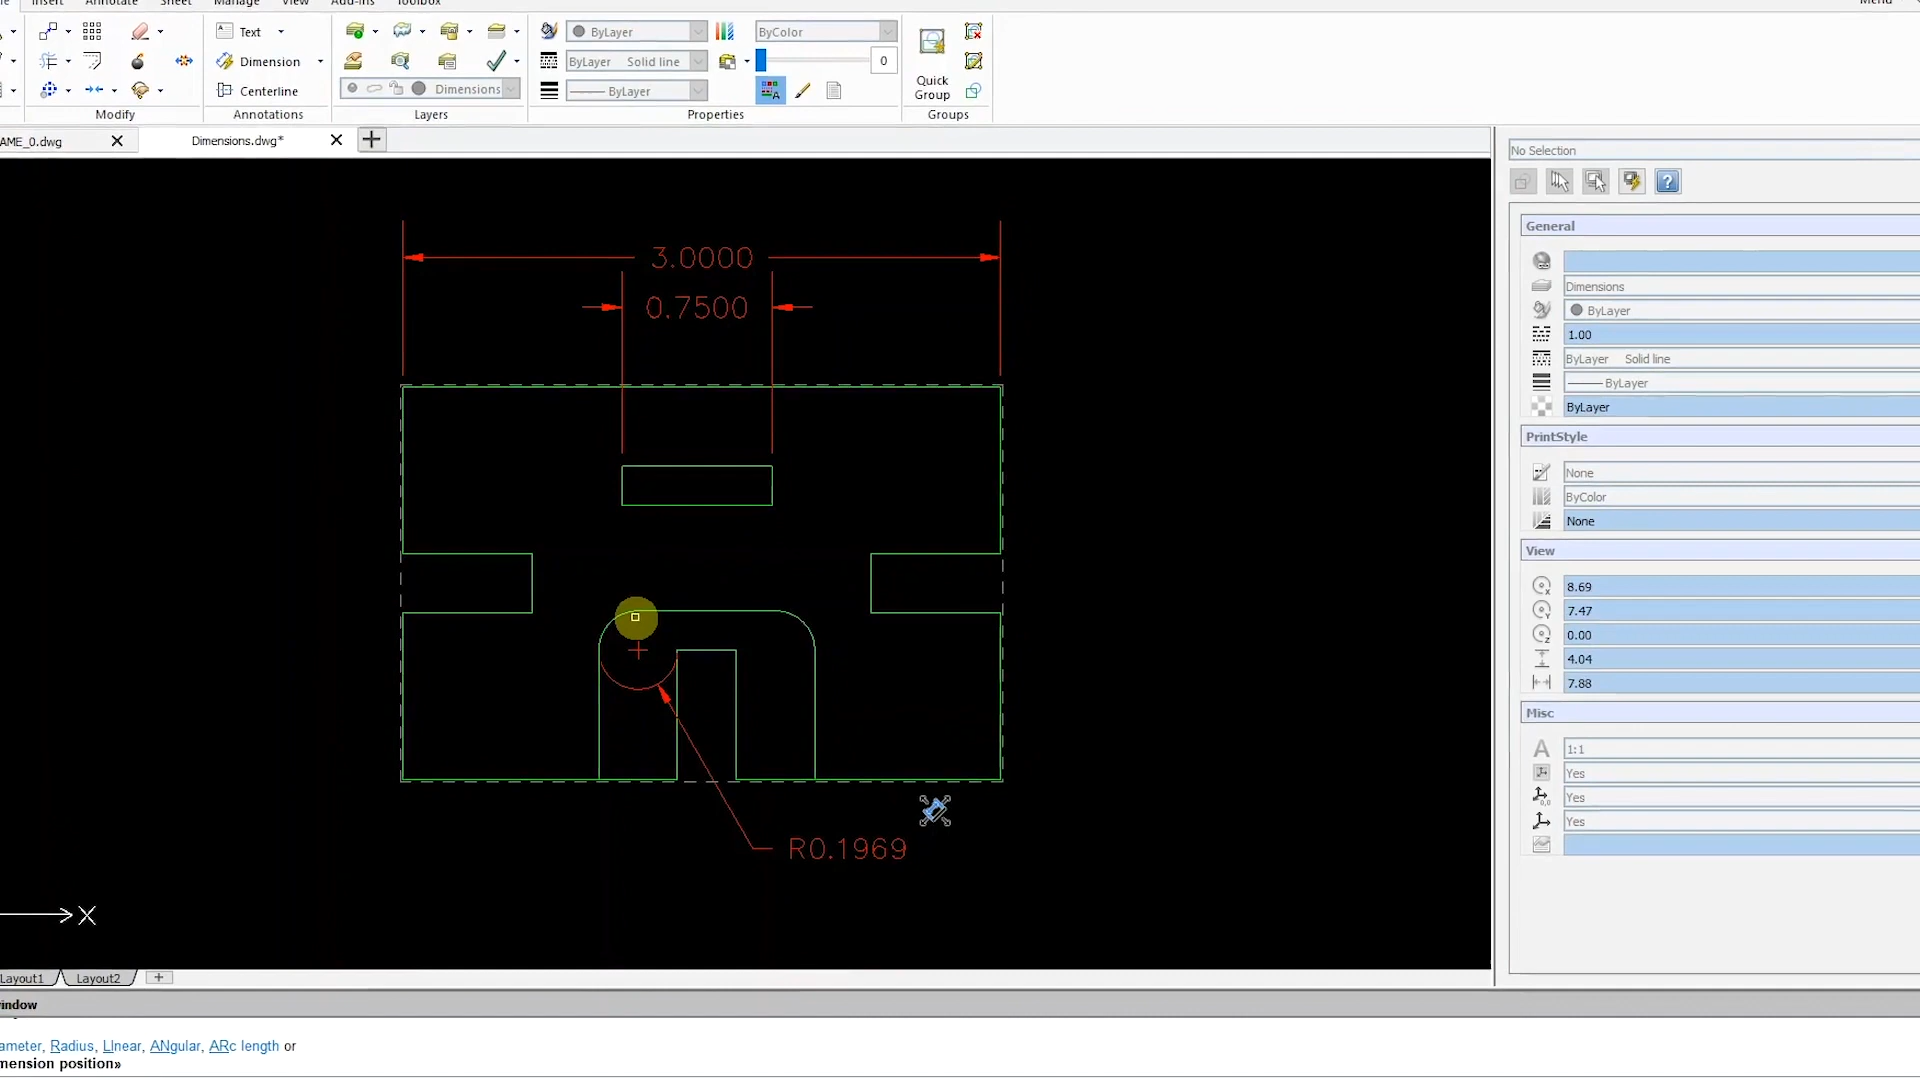 Insert Annotate Sheet Manage View Add-ins Toolbox
Menu
Text
Dimension
Centerline
Modify
Annotations
Dimensions
Layers
ByLayer
ByLayer Solid line
ByLayer
ByColor
0
Properties
Quick
Group
Groups
AME_0.dwg
Dimensions.dwg*
No Selection
General
Dimensions
ByLayer
1.00
ByLayer Solid line
ByLayer
ByLayer
PrintStyle
None
ByColor
None
View
8.69
7.47
0.00
4.04
7.88
Misc
1:1
Yes
Yes
Yes
3.0000
0.7500
R0.1969
X
Layout1
Layout2
indow
ameter, Radius, LInear, ANgular, ARc length or
mension position»